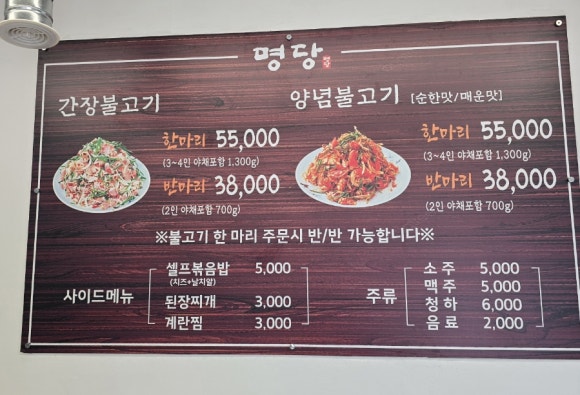 명당
간장불고기
한마리 55,000
(3~4인 야채포함 1,300g)
반마리 38,000
(2인 야채포함 700g)
양념불고기 [순한맛/매운맛]
한마리 55,000
(3~4인 야채포함 1,300g)
반마리 38,000
(2인 야채포함 700g)
※불고기 한 마리 주문시 반/반 가능합니다※
사이드메뉴
셀프볶음밥 5,000
(치즈+날치알)
된장찌개 3,000
계란찜 3,000
주류
소주 5,000
맥주 5,000
청하 6,000
음료 2,000